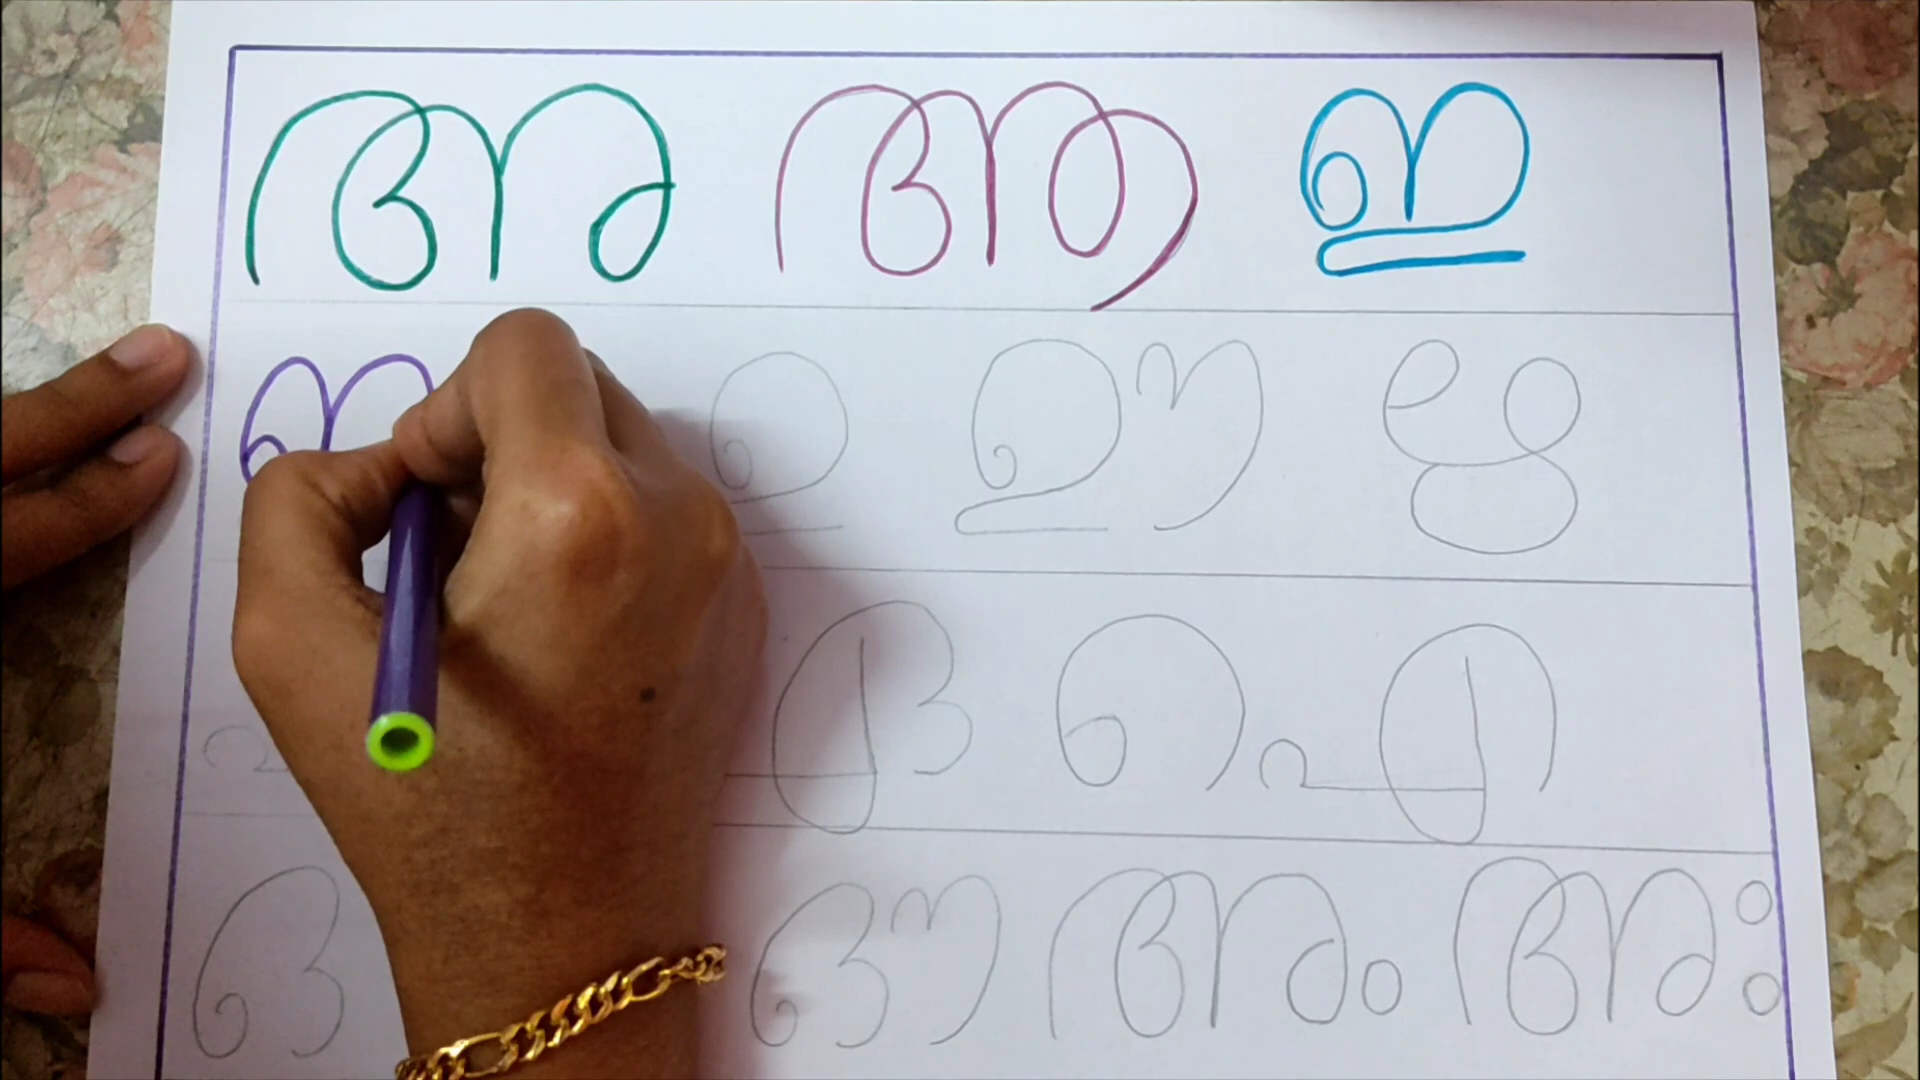 അ ആ ഇ
ഉ ഊ ഋ
ഏ ഐ
ഒ ഔ അം അഃ